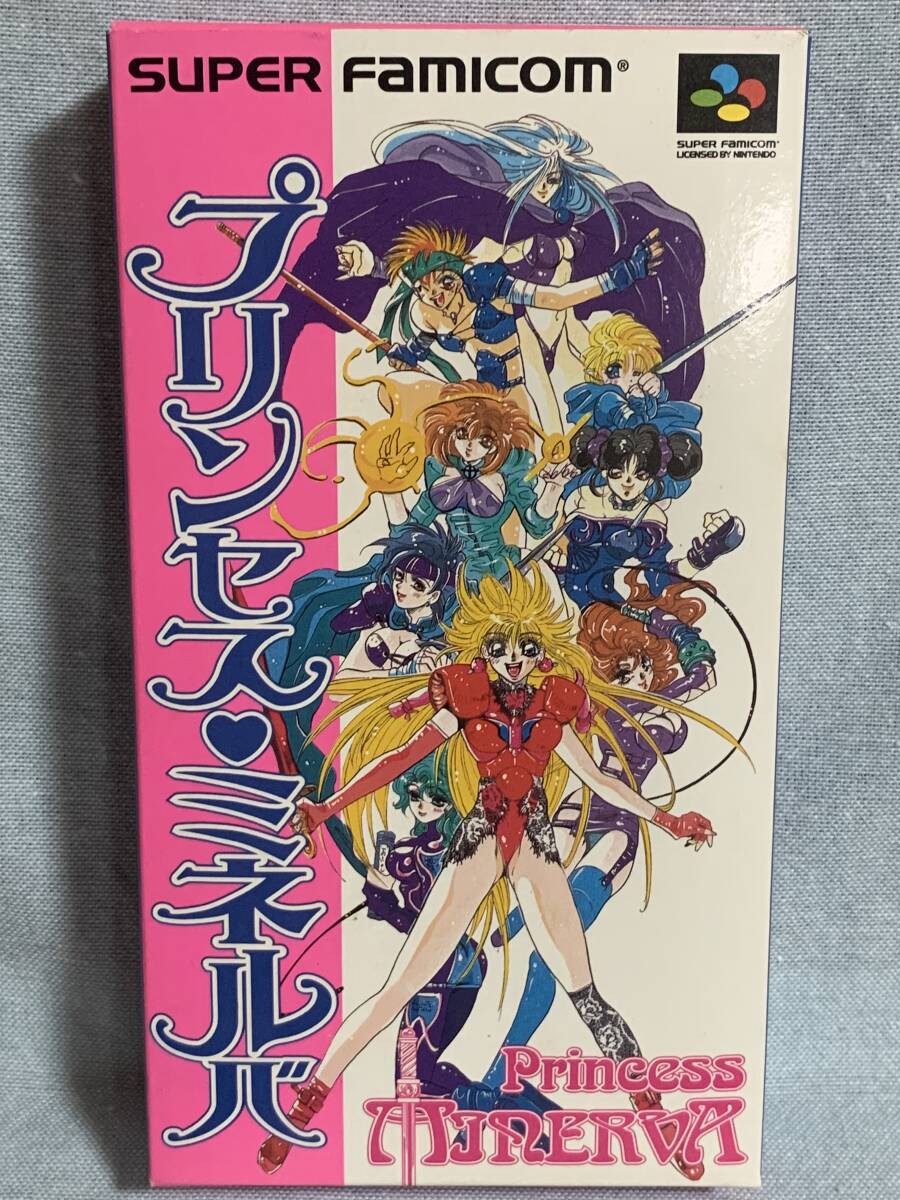 SUPER FAMICOM®
SUPER FAMICOM
LICENSED BY NINTENDO
プリンセス♥ミネルバ
Princess
MINERVA